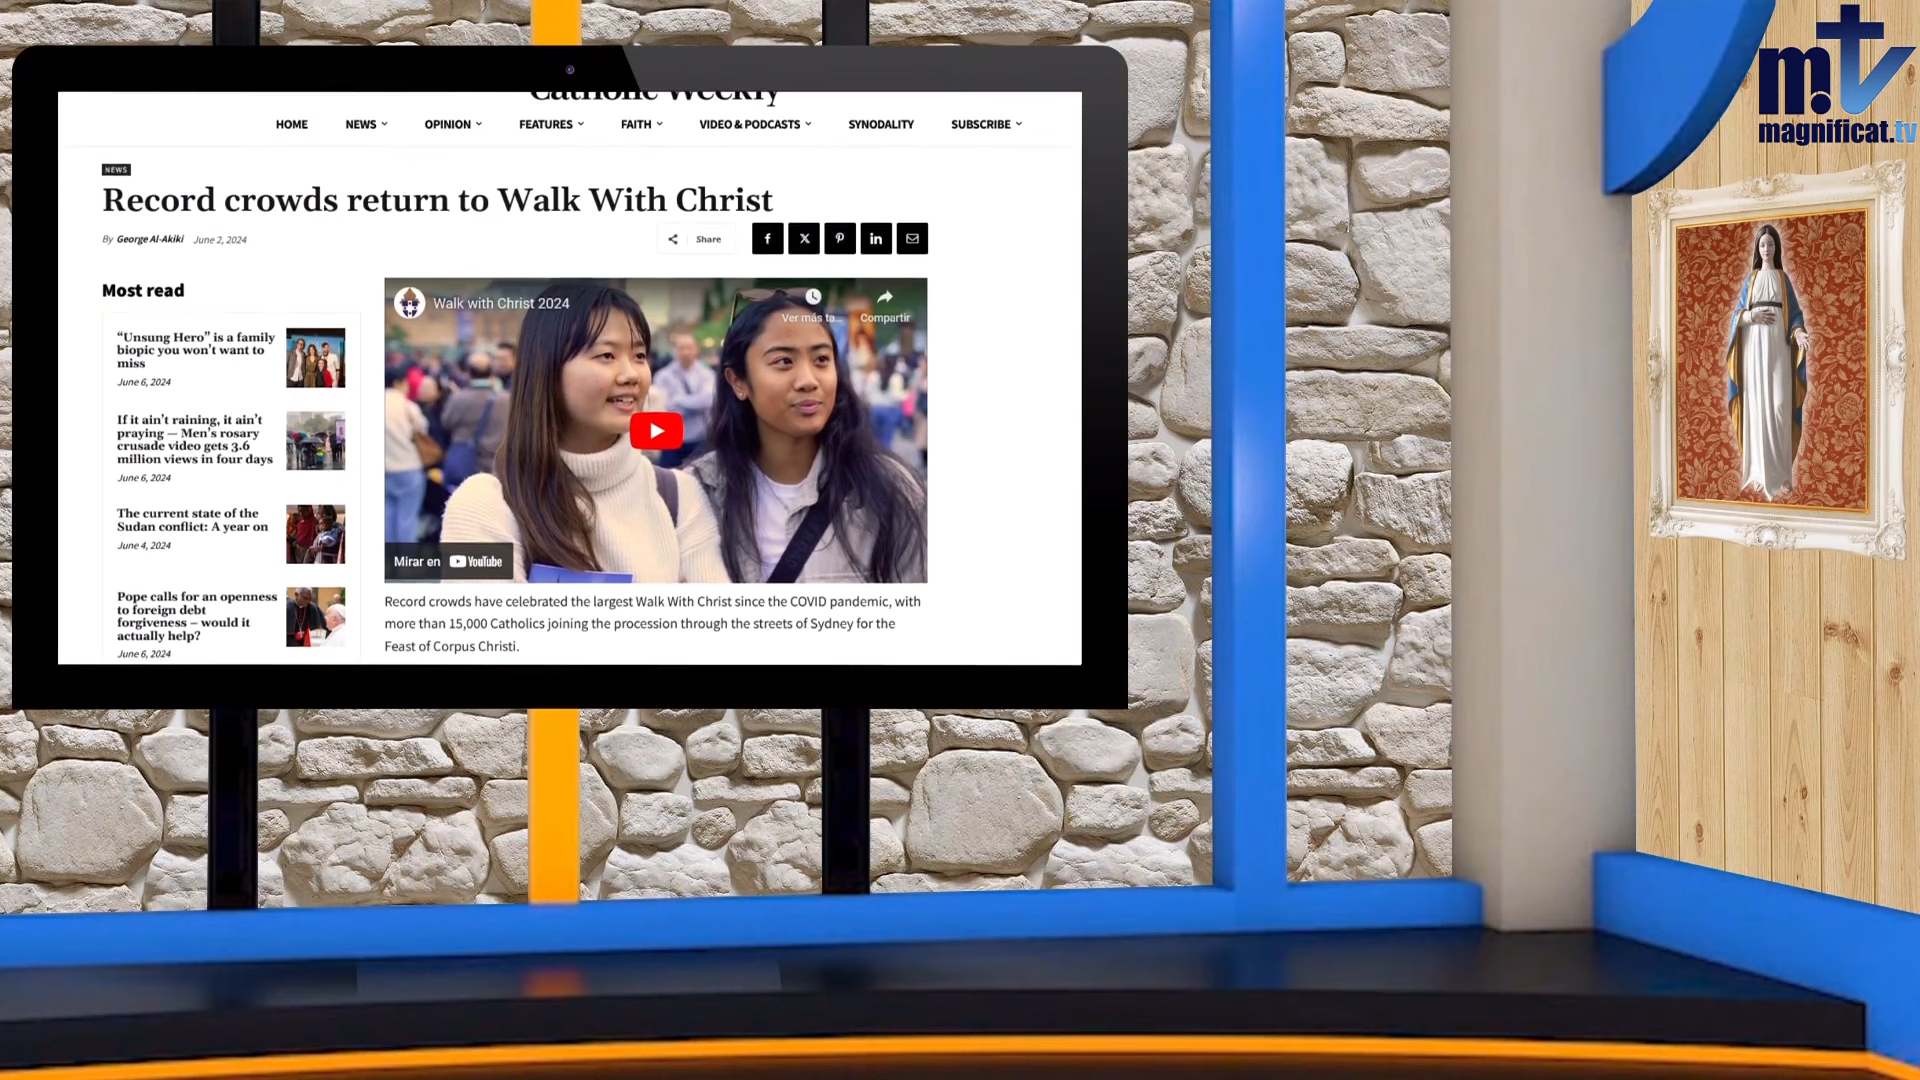 Catholic Weekly
HOME NEWS OPINION FEATURES FAITH VIDEO & PODCASTS SYNODALITY SUBSCRIBE
NEWS
Record crowds return to Walk With Christ
By George Al-Akiki June 2, 2024
Share
Most read
“Unsung Hero” is a family
biopic you won’t want to
miss
June 6, 2024
If it ain’t raining, it ain’t
praying – Men’s rosary
crusade video gets 3.6
million views in four days
June 6, 2024
The current state of the
Sudan conflict: A year on
June 4, 2024
Pope calls for an openness
to foreign debt
forgiveness – would it
actually help?
June 6, 2024
Walk with Christ 2024
Ver más ta...
Compartir
Mirar en YouTube
Record crowds have celebrated the largest Walk With Christ since the COVID pandemic, with
more than 15,000 Catholics joining the procession through the streets of Sydney for the
Feast of Corpus Christi.
mtv
magnificat.tv